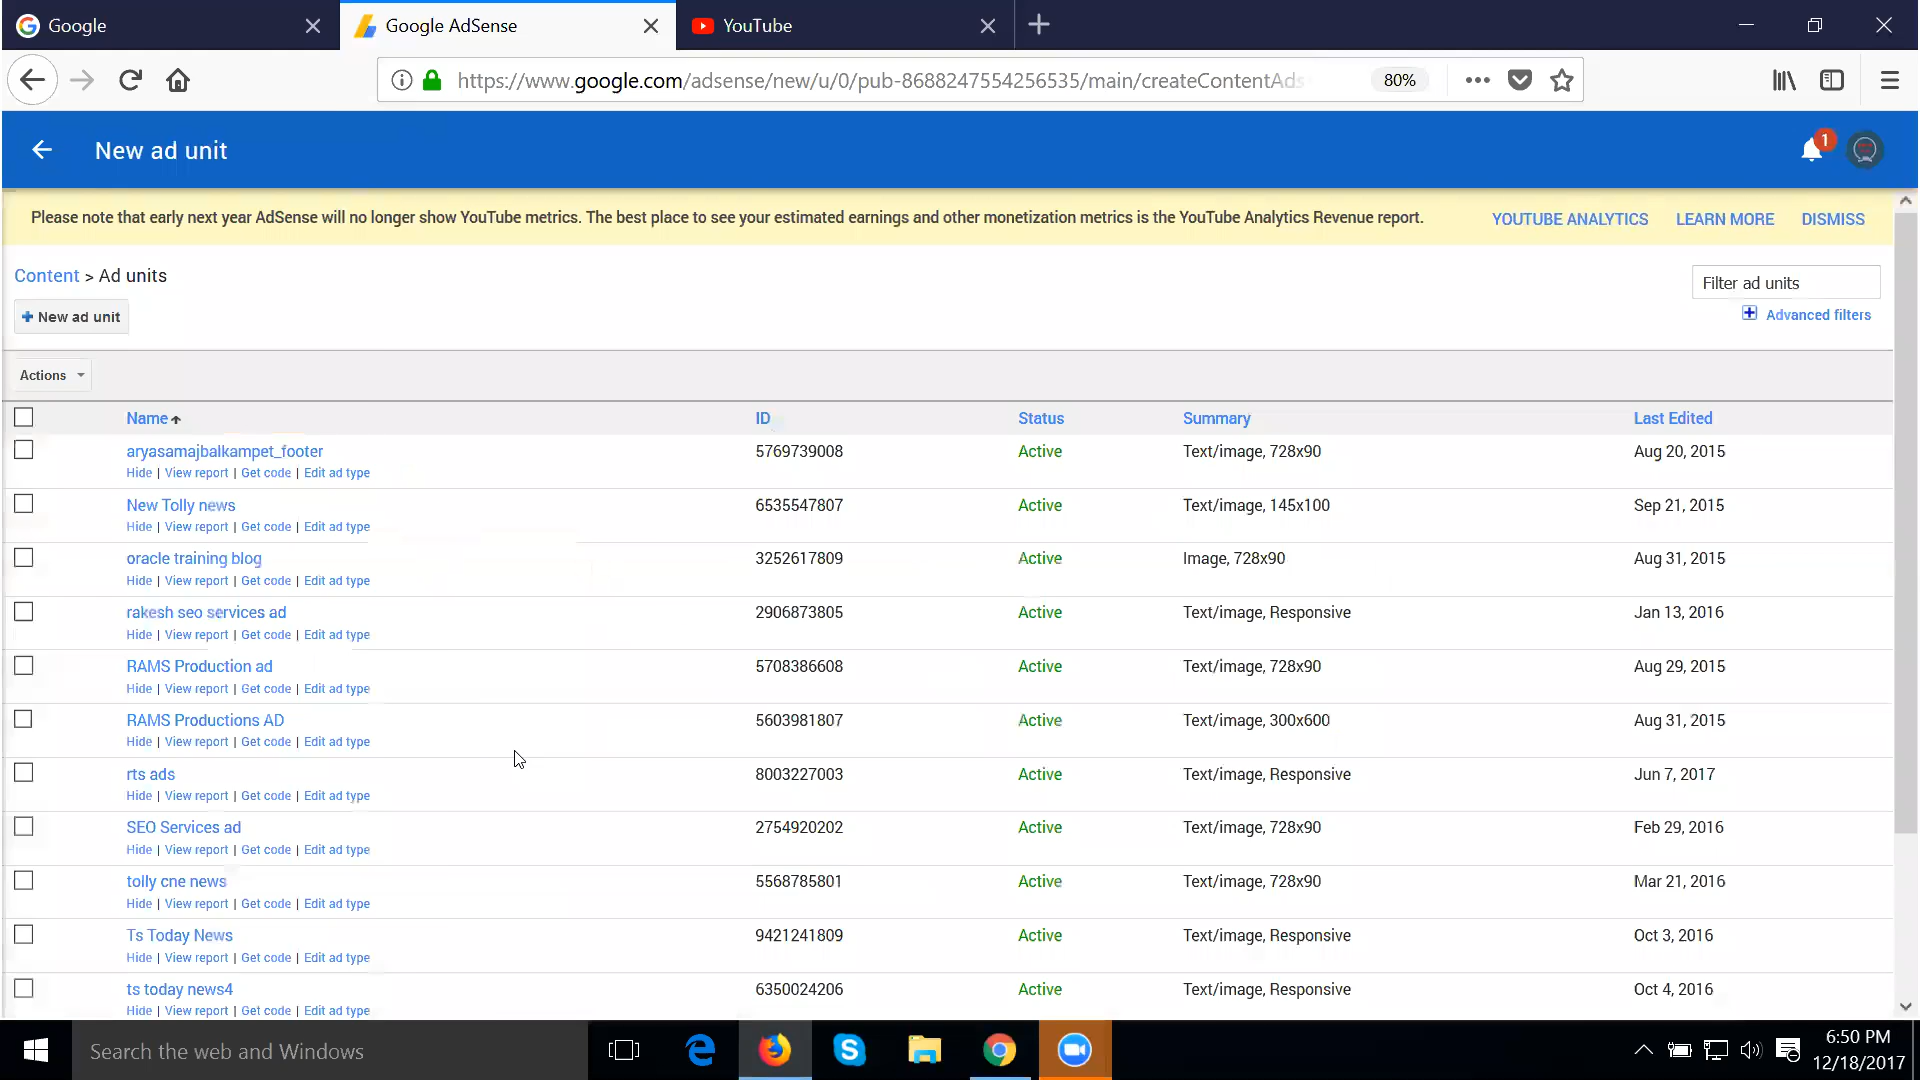 Google
Google AdSense
YouTube
https://www.google.com/adsense/new/u/0/pub-8688247554256535/main/createContentAds
80%
New ad unit
1
Please note that early next year AdSense will no longer show YouTube metrics. The best place to see your estimated earnings and other monetization metrics is the YouTube Analytics Revenue report.
YOUTUBE ANALYTICS
LEARN MORE
DISMISS
Content > Ad units
Filter ad units
New ad unit
Advanced filters
Actions
Name ID Status Summary Last Edited
aryasamajbalkampet_footer 5769739008 Active Text/image, 728x90 Aug 20, 2015
Hide | View report | Get code | Edit ad type
New Tolly news 6535547807 Active Text/image, 145x100 Sep 21, 2015
Hide | View report | Get code | Edit ad type
oracle training blog 3252617809 Active Image, 728x90 Aug 31, 2015
Hide | View report | Get code | Edit ad type
rakesh seo services ad 2906873805 Active Text/image, Responsive Jan 13, 2016
Hide | View report | Get code | Edit ad type
RAMS Production ad 5708386608 Active Text/image, 728x90 Aug 29, 2015
Hide | View report | Get code | Edit ad type
RAMS Productions AD 5603981807 Active Text/image, 300x600 Aug 31, 2015
Hide | View report | Get code | Edit ad type
rts ads 8003227003 Active Text/image, Responsive Jun 7, 2017
Hide | View report | Get code | Edit ad type
SEO Services ad 2754920202 Active Text/image, 728x90 Feb 29, 2016
Hide | View report | Get code | Edit ad type
tolly cne news 5568785801 Active Text/image, 728x90 Mar 21, 2016
Hide | View report | Get code | Edit ad type
Ts Today News 9421241809 Active Text/image, Responsive Oct 3, 2016
Hide | View report | Get code | Edit ad type
ts today news4 6350024206 Active Text/image, Responsive Oct 4, 2016
Hide | View report | Get code | Edit ad type
Search the web and Windows
6:50 PM
12/18/2017